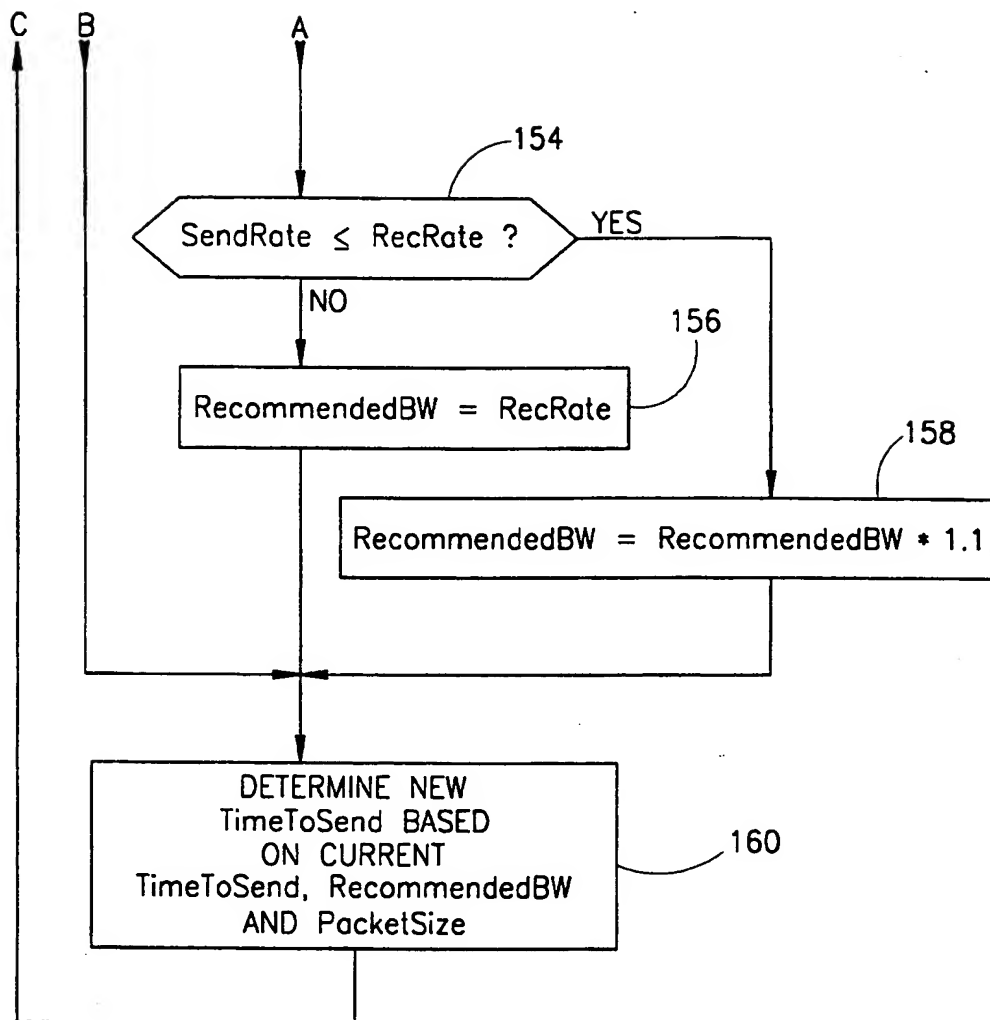 C B A
154
SendRate ≤ RecRate ?
YES
NO
156
RecommendedBW = RecRate
158
RecommendedBW = RecommendedBW * 1.1
DETERMINE NEW
TimeToSend BASED
ON CURRENT
TimeToSend, RecommendedBW
AND PacketSize
160